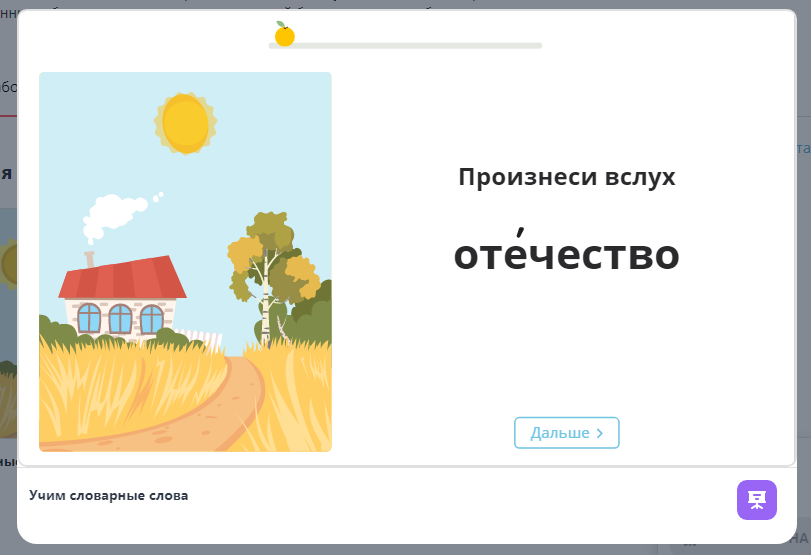 Произнеси вслух
оте́чество
Дальше
Учим словарные слова